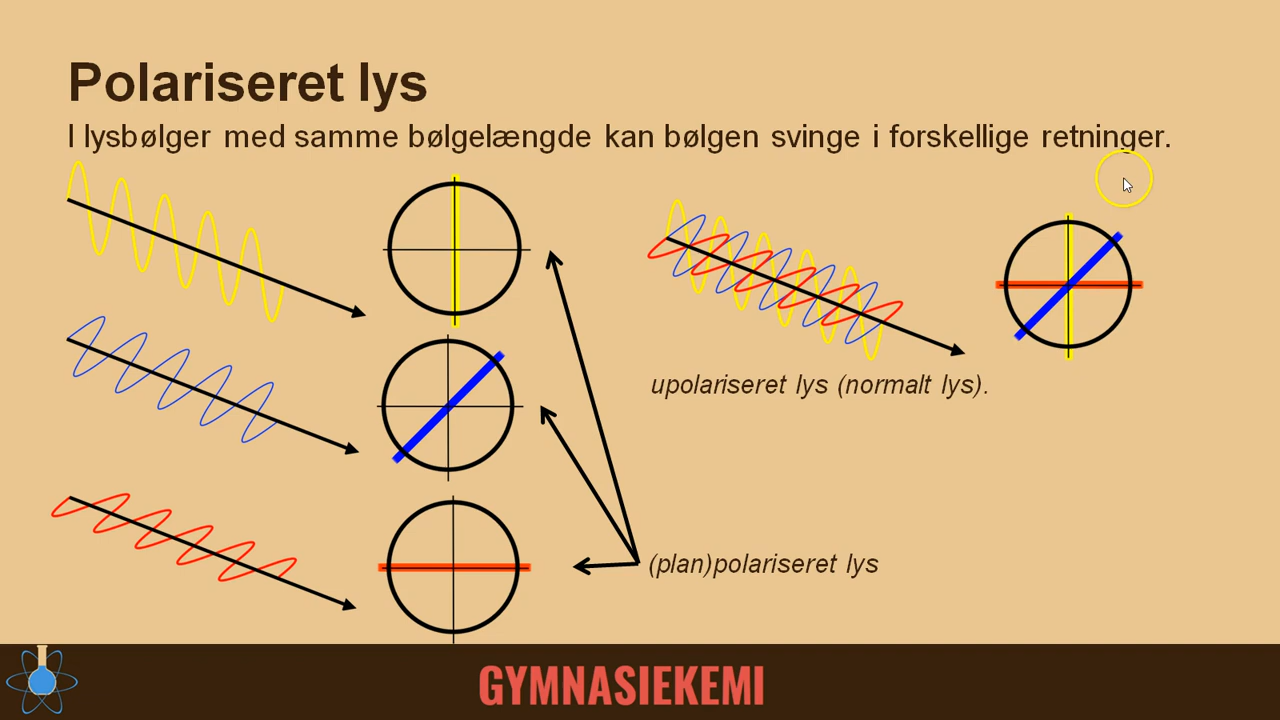 Polariseret lys
I lysbølger med samme bølgelængde kan bølgen svinge i forskellige retninger.
upolariseret lys (normalt lys).
(plan)polariseret lys
GYMNASIEKEMI